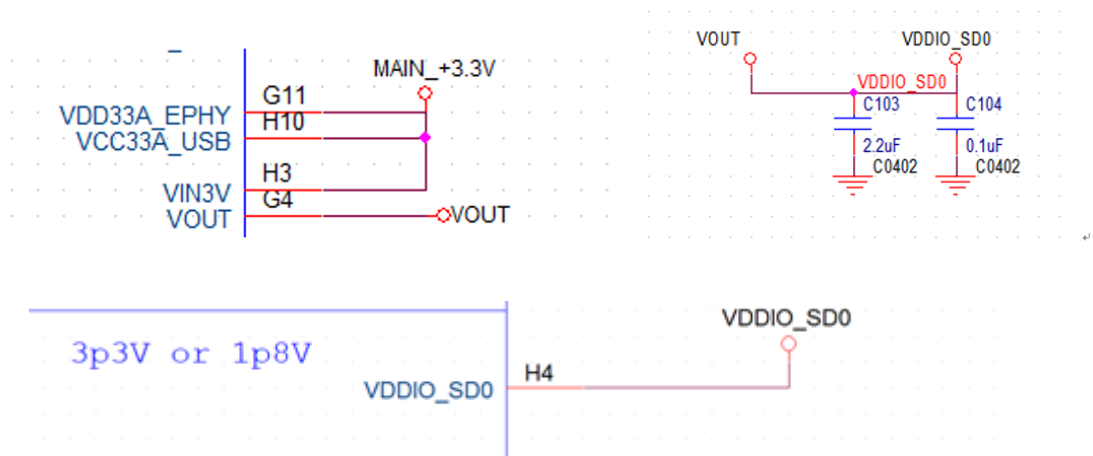 MAIN_+3.3V
G11
VDD33A_EPHY
H10
VCC33A_USB
H3
VIN3V
G4
VOUT
VOUT
VOUT
VDDIO_SD0
VDDIO_SD0
C103
C104
2.2uF
0.1uF
C0402
C0402
3p3V or 1p8V
VDDIO_SD0
H4
VDDIO_SD0